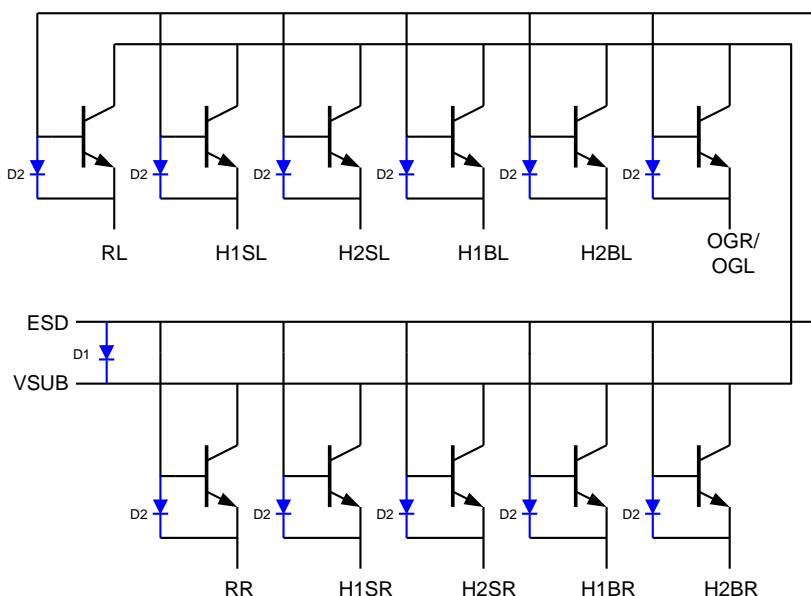 D2 D2 D2 D2 D2 D2
RL H1SL H2SL H1BL H2BL OGR/
OGL
ESD
D1
VSUB
D2 D2 D2 D2 D2
RR H1SR H2SR H1BR H2BR